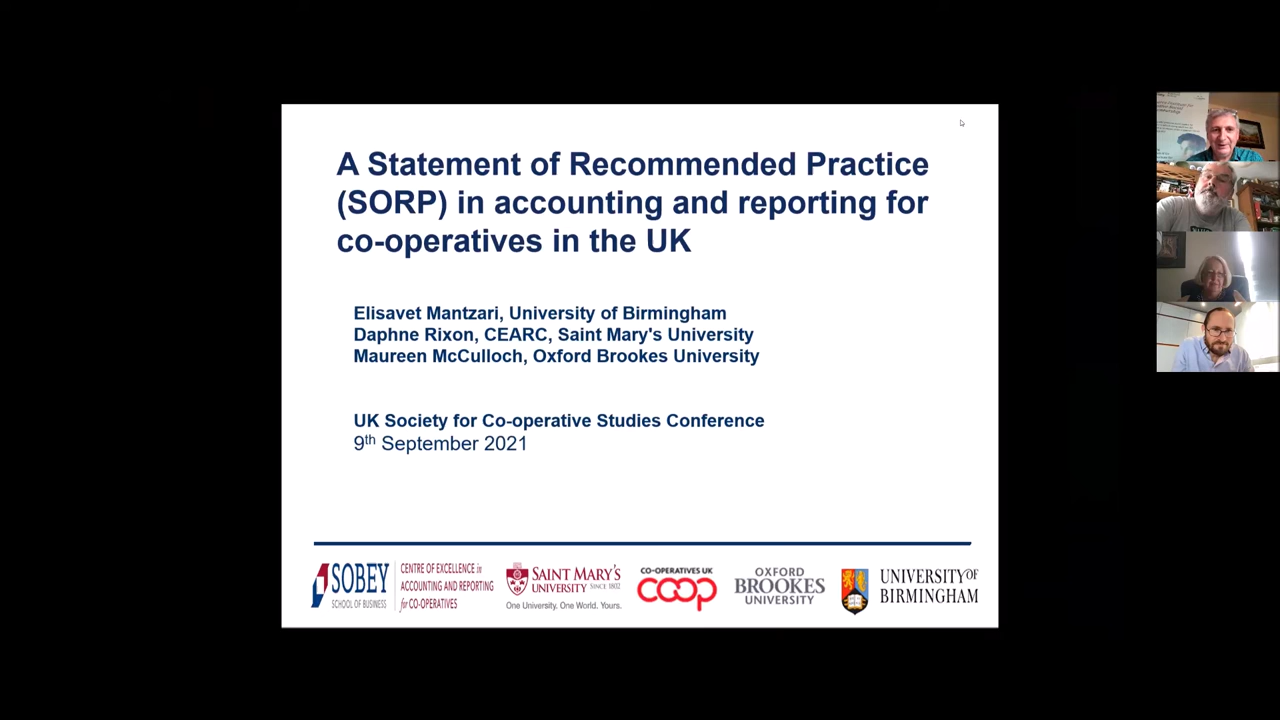 A Statement of Recommended Practice
(SORP) in accounting and reporting for
co-operatives in the UK
Elisavet Mantzari, University of Birmingham
Daphne Rixon, CEARC, Saint Mary's University
Maureen McCulloch, Oxford Brookes University
UK Society for Co-operative Studies Conference
9th September 2021
SOBEY
SCHOOL OF BUSINESS
CENTRE OF EXCELLENCE in
ACCOUNTING AND REPORTING
for CO-OPERATIVES
SAINT MARY'S
UNIVERSITY SINCE 1802
One University. One World. Yours.
CO-OPERATIVES UK
coop
OXFORD
BROOKES
UNIVERSITY
UNIVERSITY OF
BIRMINGHAM